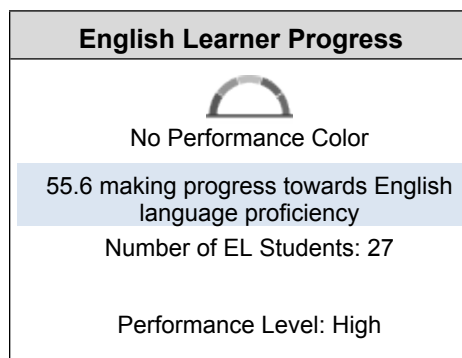 English Learner Progress
No Performance Color
55.6 making progress towards English
language proficiency
Number of EL Students: 27
Performance Level: High